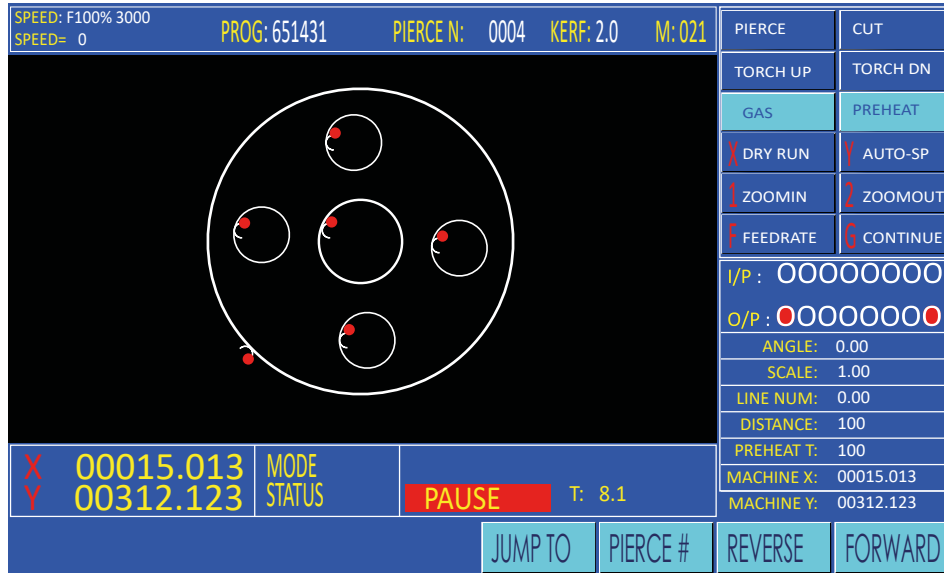 SPEED: F100% 3000
SPEED= 0
PROG: 651431 PIERCE N: 0004 KERF: 2.0 M: 021
PIERCE CUT
TORCH UP TORCH DN
GAS PREHEAT
X DRY RUN Y AUTO-SP
1 ZOOMIN 2 ZOOMOUT
F FEEDRATE G CONTINUE
I/P : OOOOOOOO
O/P : OOOOOOOO
ANGLE: 0.00
SCALE: 1.00
LINE NUM: 0.00
DISTANCE: 100
PREHEAT T: 100
MACHINE X: 00015.013
MACHINE Y: 00312.123
X 00015.013 MODE
Y 00312.123 STATUS PAUSE T: 8.1
JUMP TO PIERCE # REVERSE FORWARD